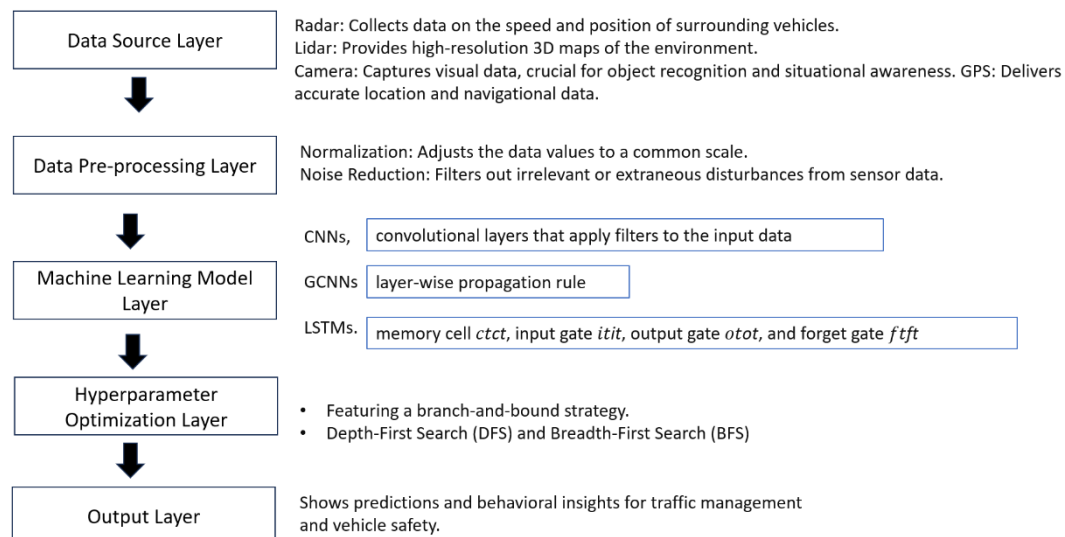 Data Source Layer
Radar: Collects data on the speed and position of surrounding vehicles.
Lidar: Provides high-resolution 3D maps of the environment.
Camera: Captures visual data, crucial for object recognition and situational awareness. GPS: Delivers
accurate location and navigational data.
Data Pre-processing Layer
Normalization: Adjusts the data values to a common scale.
Noise Reduction: Filters out irrelevant or extraneous disturbances from sensor data.
Machine Learning Model
Layer
CNNs, convolutional layers that apply filters to the input data
GCNNs layer-wise propagation rule
LSTMs. memory cell ctct, input gate itit, output gate otot, and forget gate ftft
Hyperparameter
Optimization Layer
• Featuring a branch-and-bound strategy.
• Depth-First Search (DFS) and Breadth-First Search (BFS)
Output Layer
Shows predictions and behavioral insights for traffic management
and vehicle safety.